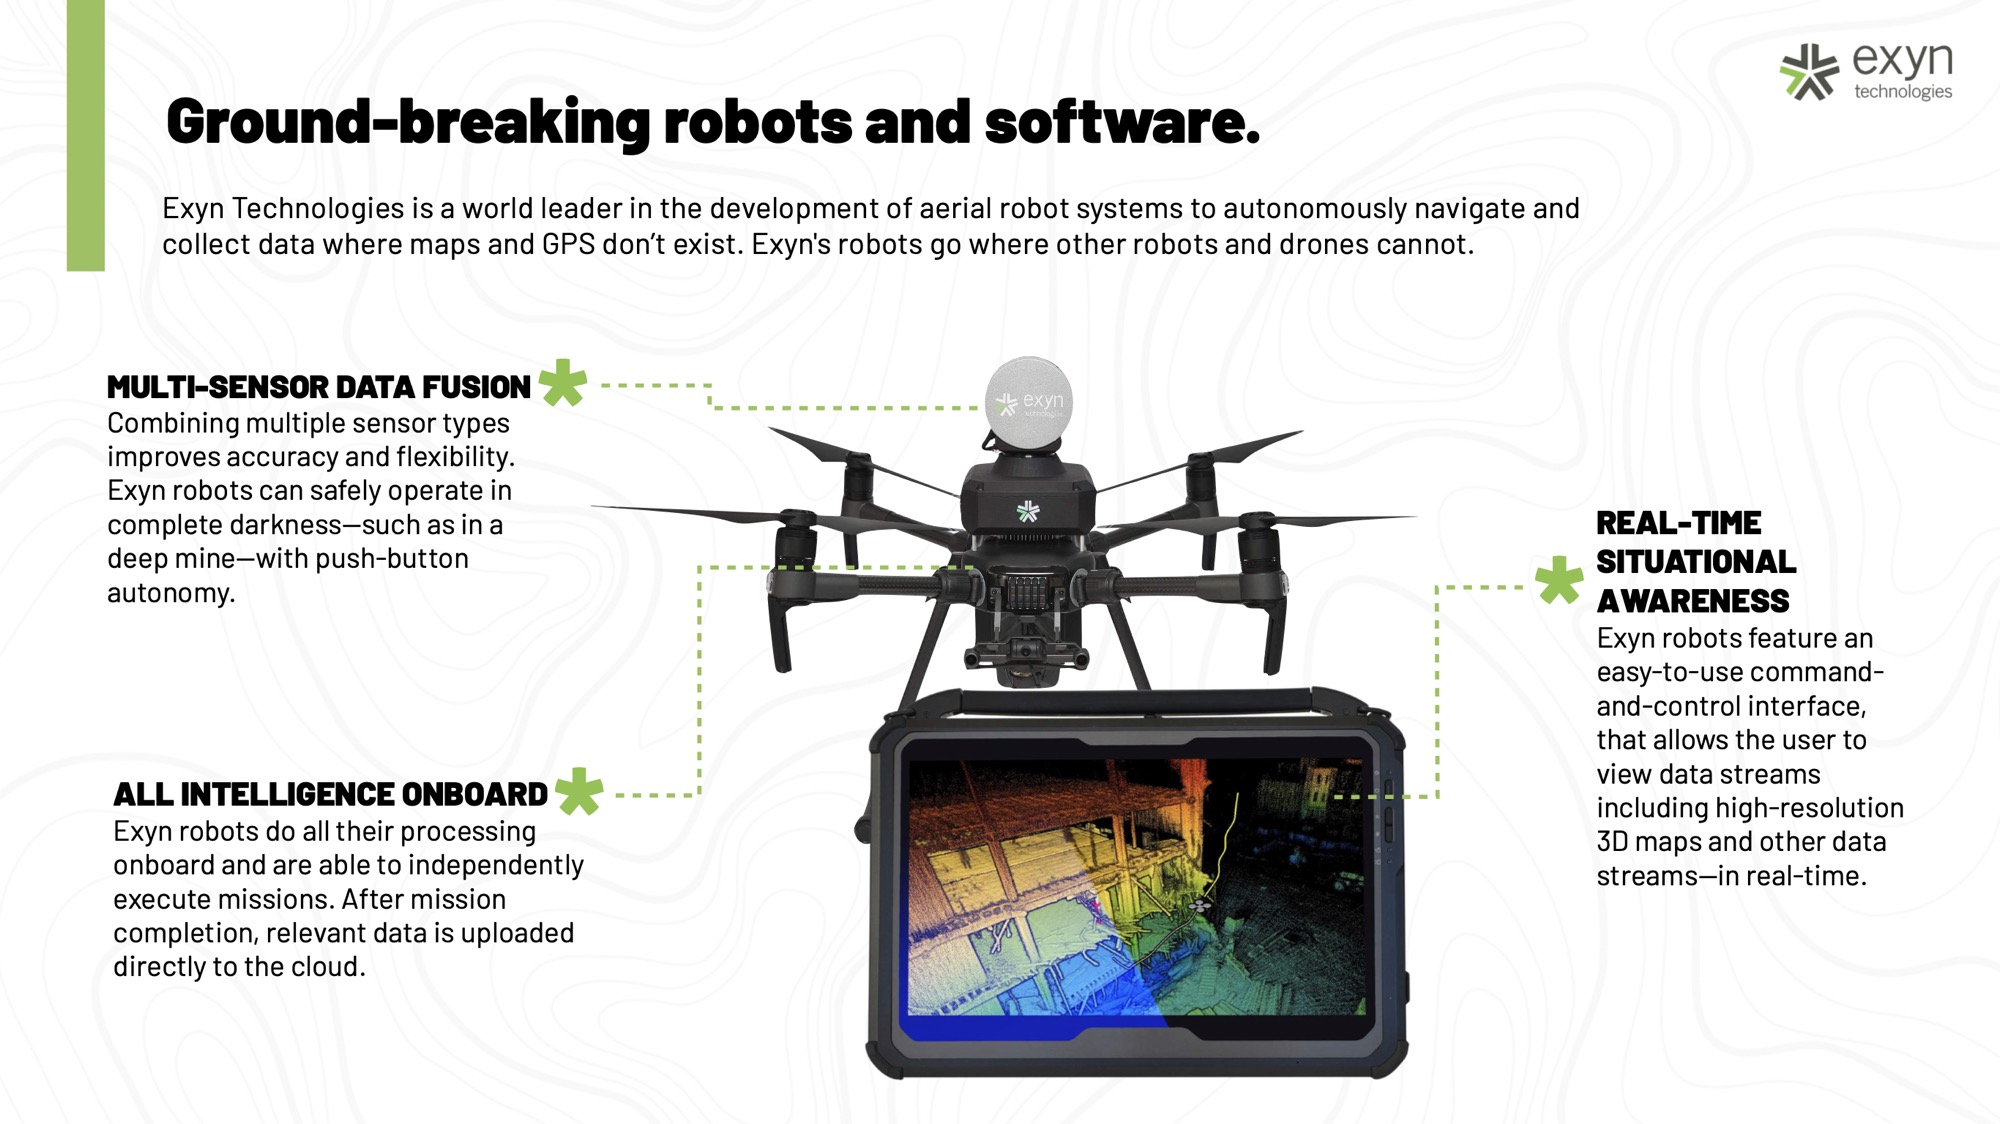 exyn
technologies
Ground-breaking robots and software.
Exyn Technologies is a world leader in the development of aerial robot systems to autonomously navigate and
collect data where maps and GPS don’t exist. Exyn's robots go where other robots and drones cannot.
MULTI-SENSOR DATA FUSION
Combining multiple sensor types
improves accuracy and flexibility.
Exyn robots can safely operate in
complete darkness—such as in a
deep mine—with push-button
autonomy.
exyn
technologies
ALL INTELLIGENCE ONBOARD
Exyn robots do all their processing
onboard and are able to independently
execute missions. After mission
completion, relevant data is uploaded
directly to the cloud.
REAL-TIME
SITUATIONAL
AWARENESS
Exyn robots feature an
easy-to-use command-
and-control interface,
that allows the user to
view data streams
including high-resolution
3D maps and other data
streams—in real-time.